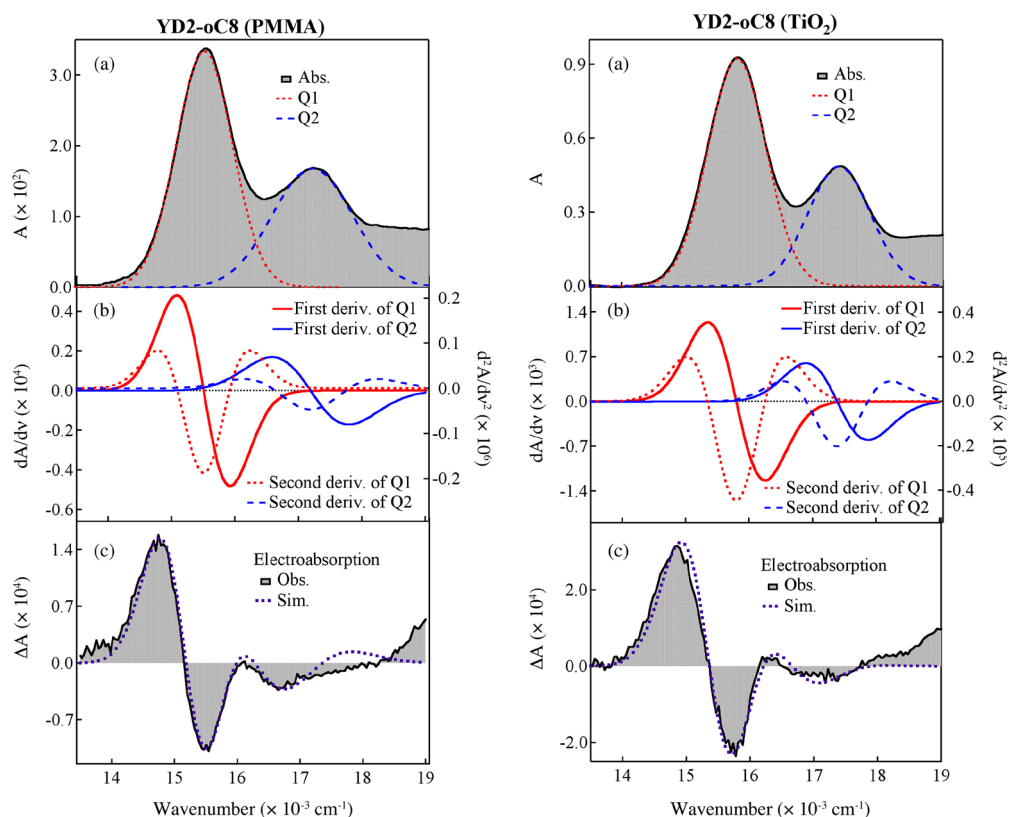 YD2-oC8 (PMMA)
(a)
Abs.
Q1
Q2
A (× 10²)
3.0
2.0
1.0
0.0
(b)
First deriv. of Q1
First deriv. of Q2
Second deriv. of Q1
Second deriv. of Q2
dA/dν (× 10⁴)
0.4
0.2
0.0
-0.2
-0.4
-0.6
d²A/dν² (× 10⁶)
0.2
0.1
0.0
-0.1
-0.2
(c)
Electroabsorption
Obs.
Sim.
ΔA (× 10⁴)
1.4
0.7
0.0
-0.7
14 15 16 17 18 19
Wavenumber (× 10⁻³ cm⁻¹)
YD2-oC8 (TiO₂)
(a)
Abs.
Q1
Q2
A
0.9
0.6
0.3
0.0
(b)
First deriv. of Q1
First deriv. of Q2
Second deriv. of Q1
Second deriv. of Q2
dA/dν (× 10³)
1.4
0.7
0.0
-0.7
-1.4
d²A/dν² (× 10⁵)
0.4
0.2
0.0
-0.2
-0.4
(c)
Electroabsorption
Obs.
Sim.
ΔA (× 10⁴)
2.0
0.0
-2.0
14 15 16 17 18 19
Wavenumber (× 10⁻³ cm⁻¹)